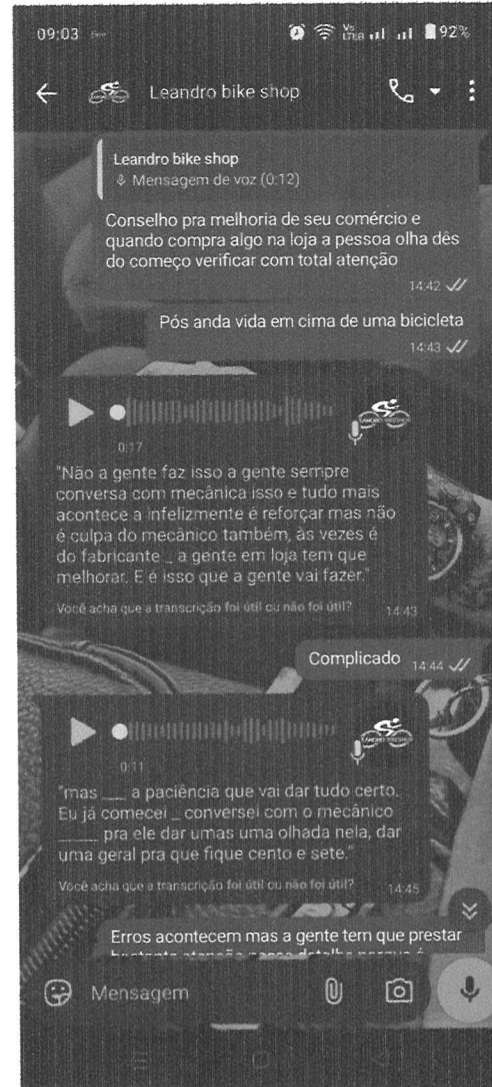 09:03
92%
Leandro bike shop
Leandro bike shop
Mensagem de voz (0:12)
Conselho pra melhoria de seu comércio e
quando compra algo na loja a pessoa olha dês
do começo verificar com total atenção
14:42
Pós anda vida em cima de uma bicicleta
14:43
0:17
"Não a gente faz isso a gente sempre
conversa com mecânica isso e tudo mais
acontece a infelizmente é reforçar mas não
é culpa do mecânico também, às vezes é
do fabricante _ a gente em loja tem que
melhorar. E é isso que a gente vai fazer."
Você acha que a transcrição foi útil ou não foi útil?
14:43
Complicado
14:44
0:11
"mas ___ a paciência que vai dar tudo certo.
Eu já comecei _ conversei com o mecânico
_____ pra ele dar umas uma olhada nela, dar
uma geral pra que fique cento e sete."
Você acha que a transcrição foi útil ou não foi útil?
14:45
Erros acontecem mas a gente tem que prestar
Mensagem